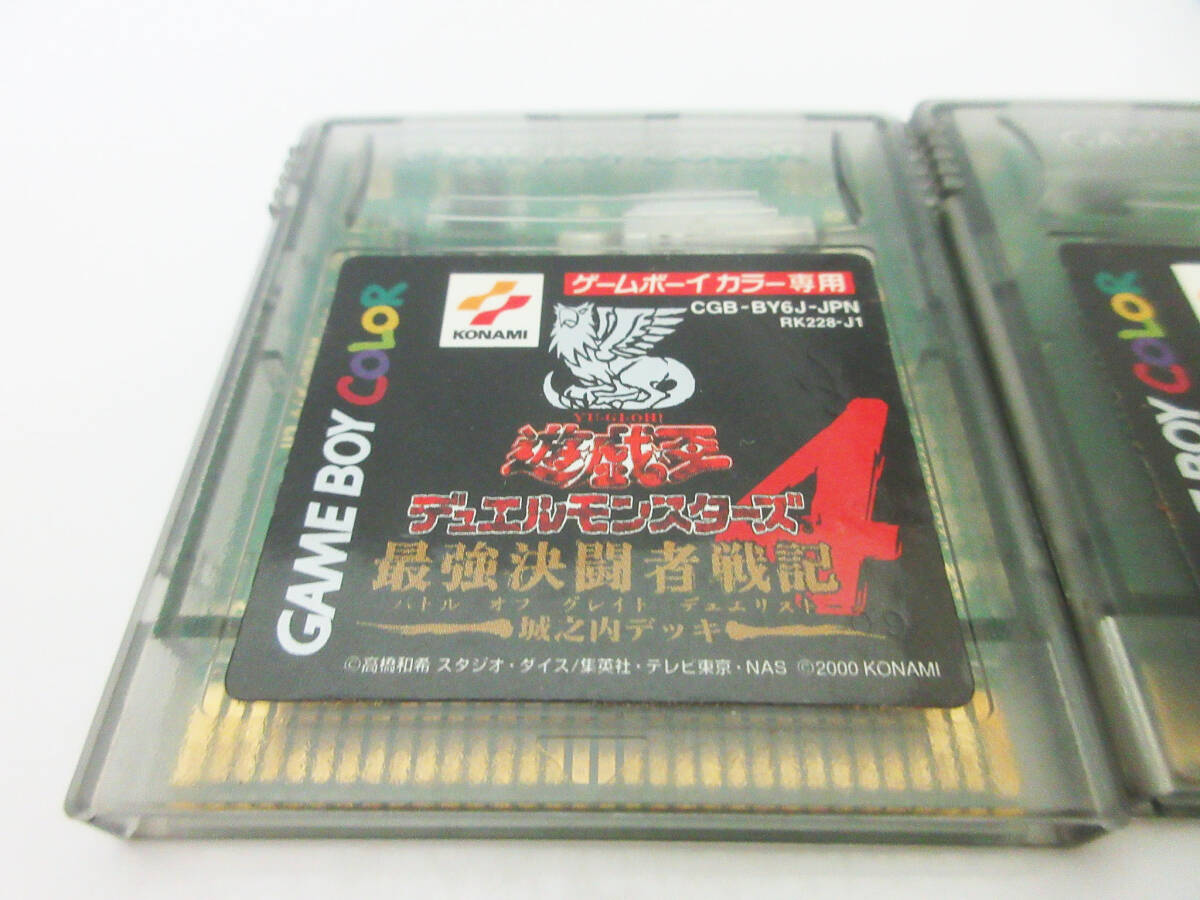 GAME BOY COLOR
KONAMI
ゲームボーイカラー専用
CGB-BY6J-JPN
RK228-J1
YU-GI-OH!
遊戯王
デュエルモンスターズ
4
最強決闘者戦記
バトル オブ グレイト デュエリスト
城之内デッキ
©高橋和希 スタジオ・ダイス/集英社・テレビ東京・NAS ©2000 KONAMI
BOY COLOR